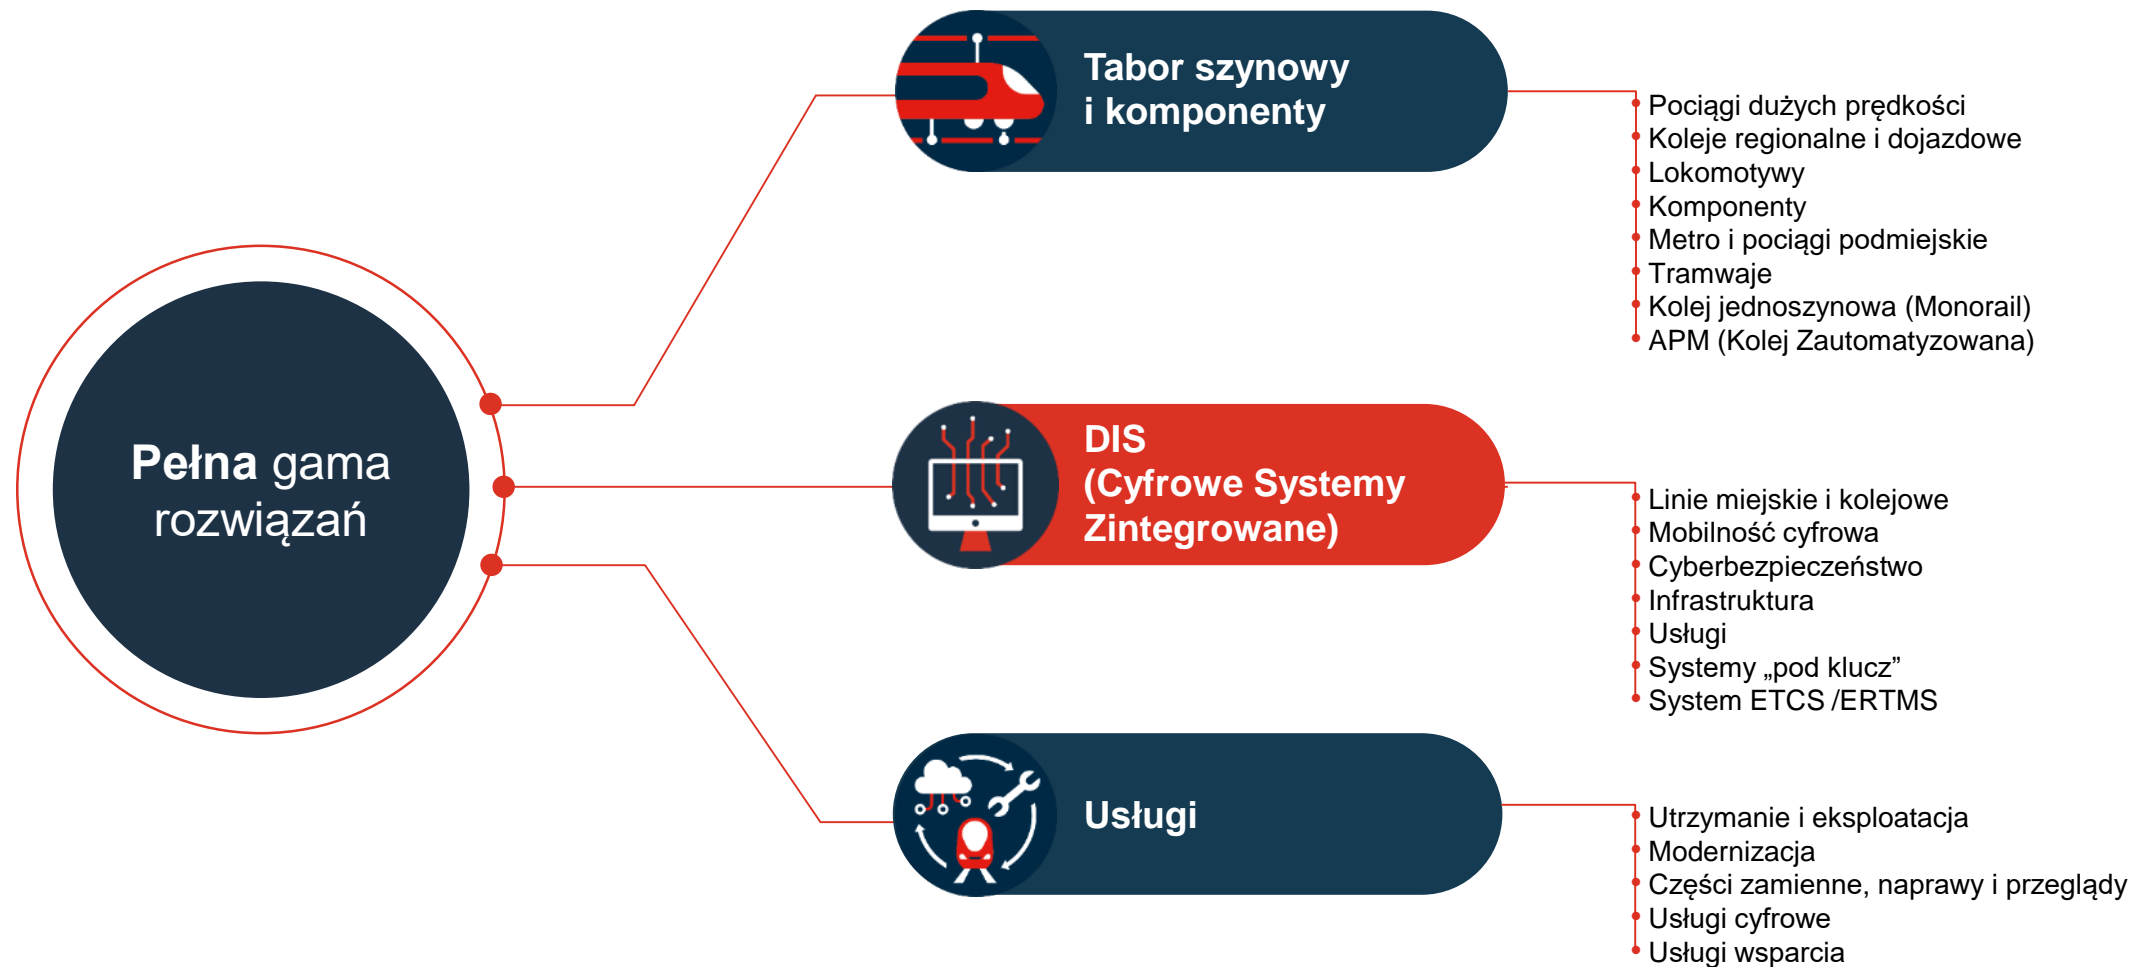 Pełna gama
rozwiązań
Tabor szynowy
i komponenty
Pociągi dużych prędkości
Koleje regionalne i dojazdowe
Lokomotywy
Komponenty
Metro i pociągi podmiejskie
Tramwaje
Kolej jednoszynowa (Monorail)
APM (Kolej Zautomatyzowana)
DIS
(Cyfrowe Systemy
Zintegrowane)
Linie miejskie i kolejowe
Mobilność cyfrowa
Cyberbezpieczeństwo
Infrastruktura
Usługi
Systemy „pod klucz”
System ETCS /ERTMS
Usługi
Utrzymanie i eksploatacja
Modernizacja
Części zamienne, naprawy i przeglądy
Usługi cyfrowe
Usługi wsparcia